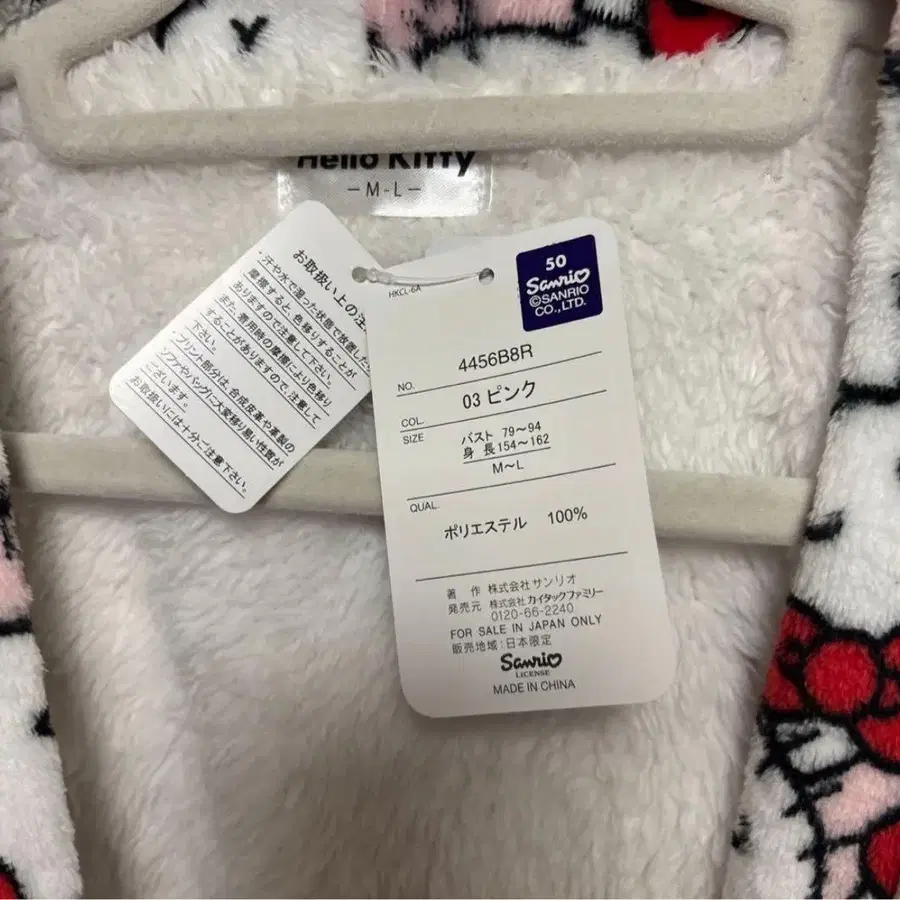 Hello Kitty
-M-L-
お取扱い上の注
・汗や水で湿った状態で放置した
摩擦すると、色移りすることが
ありますので注意して下さい。
また、着用時の摩擦により色移り
することがありますので、注意して
下さい。
・プリント部分は、合成皮革や革製の
ソファやバッグに大変移り易い性質が
ございます。
お取扱いには十分ご注意下さい。
HKCL-6A
50
Sanrio
©SANRIO
CO.,LTD.
NO. 4456B8R
COL. 03 ピンク
SIZE バスト 79~94
身 長 154~162
M~L
QUAL.
ポリエステル 100%
著 作 株式会社サンリオ
発売元 株式会社カイタックファミリー
0120-66-2240
FOR SALE IN JAPAN ONLY
販売地域:日本限定
Sanrio
LICENSE
MADE IN CHINA